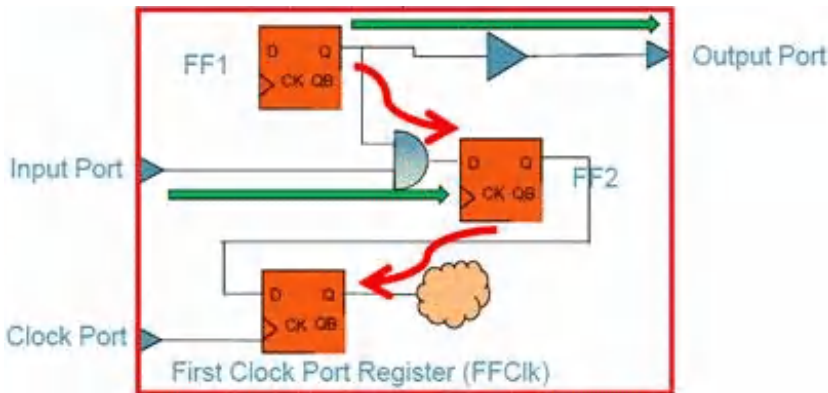 FF1
D Q
CK QB
Output Port
Input Port
D Q
CK QB
FF2
D Q
CK QB
Clock Port
First Clock Port Register (FFClk)